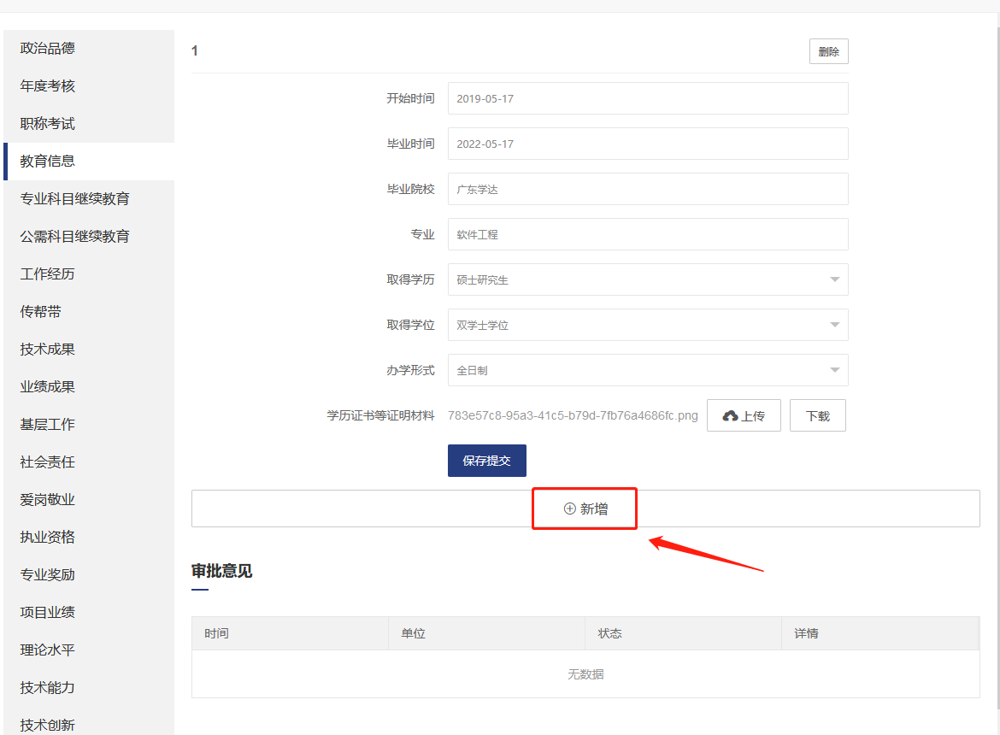 政治品德
年度考核
职称考试
教育信息
专业科目继续教育
公需科目继续教育
工作经历
传帮带
技术成果
业绩成果
基层工作
社会责任
爱岗敬业
执业资格
专业奖励
项目业绩
理论水平
技术能力
技术创新
1 删除
开始时间 2019-05-17
毕业时间 2022-05-17
毕业院校 广东学达
专业 软件工程
取得学历 硕士研究生
取得学位 双学士学位
办学形式 全日制
学历证书等证明材料 783e57c8-95a3-41c5-b79d-7fb76a4686fc.png 上传 下载
保存提交
新增
审批意见
时间 单位 状态 详情
无数据